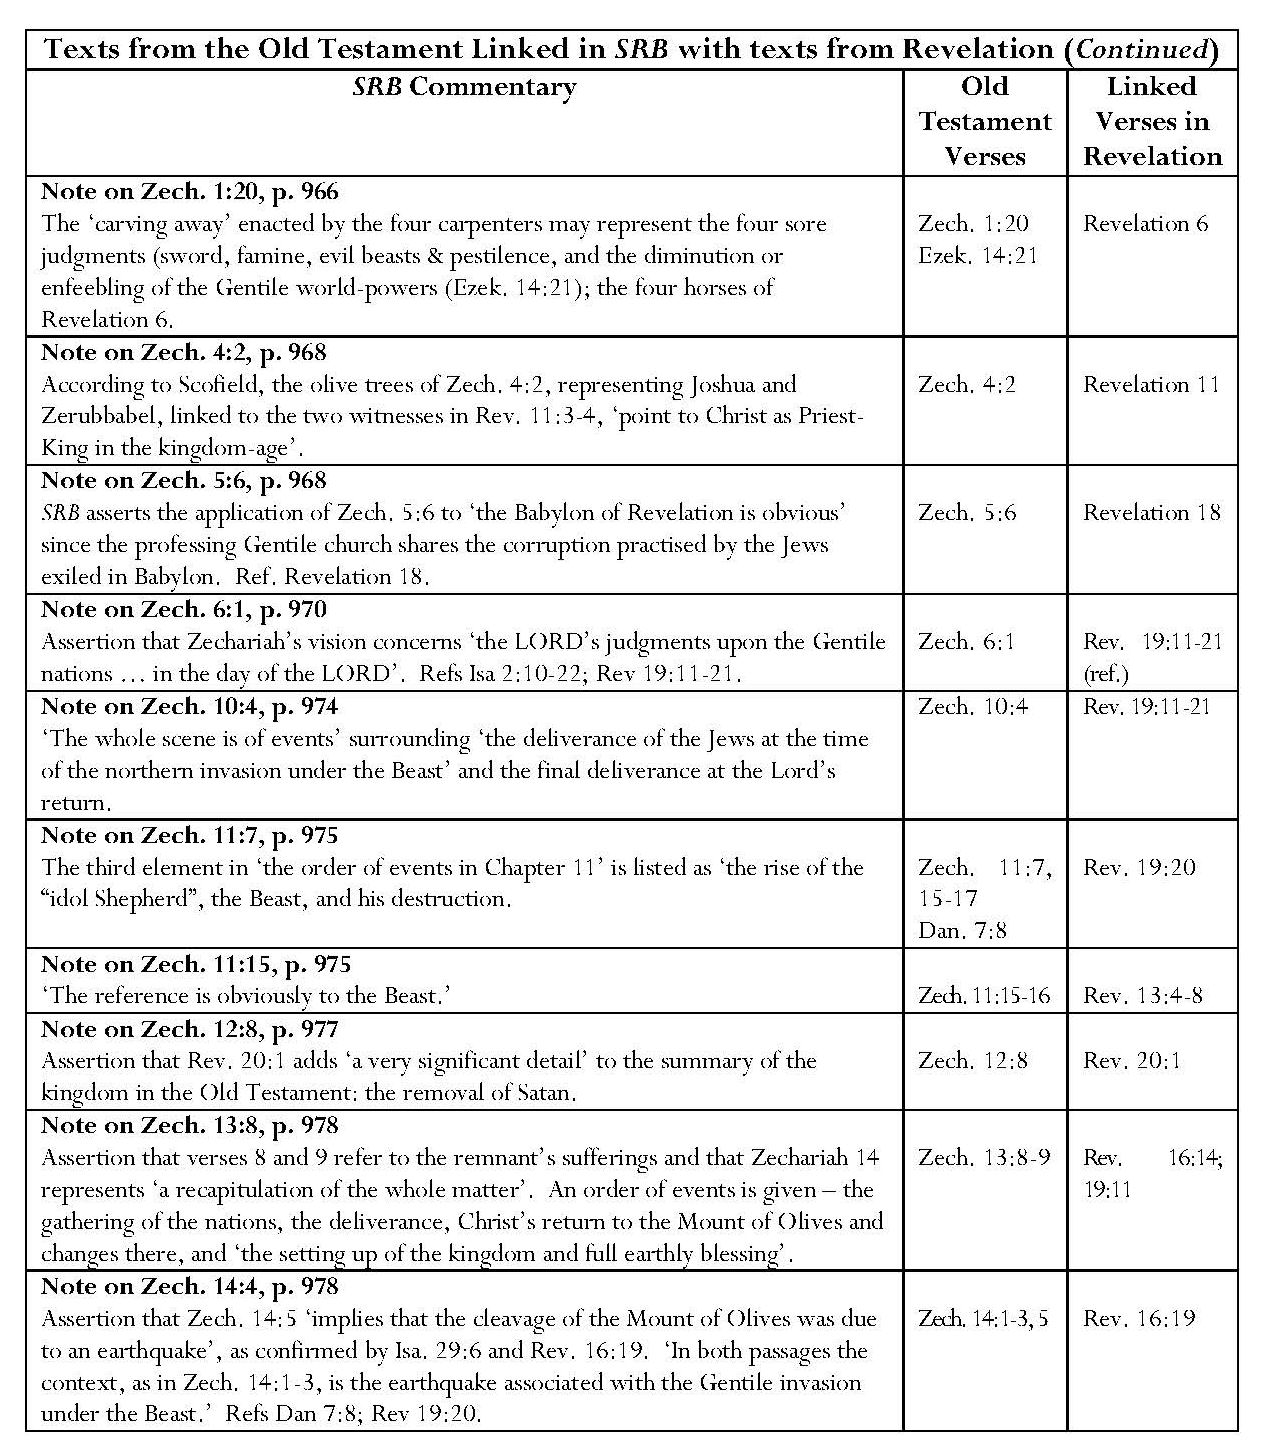 Texts from the Old Testament Linked in SRB with texts from Revelation (Continued)
SRB Commentary
Old
Testament
Verses
Linked
Verses in
Revelation
Note on Zech. 1:20, p. 966
The ‘carving away’ enacted by the four carpenters may represent the four sore
judgments (sword, famine, evil beasts & pestilence, and the diminution or
enfeebling of the Gentile world-powers (Ezek. 14:21); the four horses of
Revelation 6.
Zech. 1:20
Ezek. 14:21
Revelation 6
Note on Zech. 4:2, p. 968
According to Scofield, the olive trees of Zech. 4:2, representing Joshua and
Zerubbabel, linked to the two witnesses in Rev. 11:3-4, ‘point to Christ as Priest-
King in the kingdom-age’.
Zech. 4:2
Revelation 11
Note on Zech. 5:6, p. 968
SRB asserts the application of Zech. 5:6 to ‘the Babylon of Revelation is obvious’
since the professing Gentile church shares the corruption practised by the Jews
exiled in Babylon. Ref. Revelation 18.
Zech. 5:6
Revelation 18
Note on Zech. 6:1, p. 970
Assertion that Zechariah’s vision concerns ‘the LORD’s judgments upon the Gentile
nations … in the day of the LORD’. Refs Isa 2:10-22; Rev 19:11-21.
Zech. 6:1
Rev. 19:11-21
(ref.)
Note on Zech. 10:4, p. 974
‘The whole scene is of events’ surrounding ‘the deliverance of the Jews at the time
of the northern invasion under the Beast’ and the final deliverance at the Lord’s
return.
Zech. 10:4
Rev. 19:11-21
Note on Zech. 11:7, p. 975
The third element in ‘the order of events in Chapter 11’ is listed as ‘the rise of the
“idol Shepherd”, the Beast, and his destruction.
Zech. 11:7,
15-17
Dan. 7:8
Rev. 19:20
Note on Zech. 11:15, p. 975
‘The reference is obviously to the Beast.’
Zech. 11:15-16
Rev. 13:4-8
Note on Zech. 12:8, p. 977
Assertion that Rev. 20:1 adds ‘a very significant detail’ to the summary of the
kingdom in the Old Testament: the removal of Satan.
Zech. 12:8
Rev. 20:1
Note on Zech. 13:8, p. 978
Assertion that verses 8 and 9 refer to the remnant’s sufferings and that Zechariah 14
represents ‘a recapitulation of the whole matter’. An order of events is given – the
gathering of the nations, the deliverance, Christ’s return to the Mount of Olives and
changes there, and ‘the setting up of the kingdom and full earthly blessing’.
Zech. 13:8-9
Rev. 16:14;
19:11
Note on Zech. 14:4, p. 978
Assertion that Zech. 14:5 ‘implies that the cleavage of the Mount of Olives was due
to an earthquake’, as confirmed by Isa. 29:6 and Rev. 16:19. ‘In both passages the
context, as in Zech. 14:1-3, is the earthquake associated with the Gentile invasion
under the Beast.’ Refs Dan 7:8; Rev 19:20.
Zech. 14:1-3, 5
Rev. 16:19